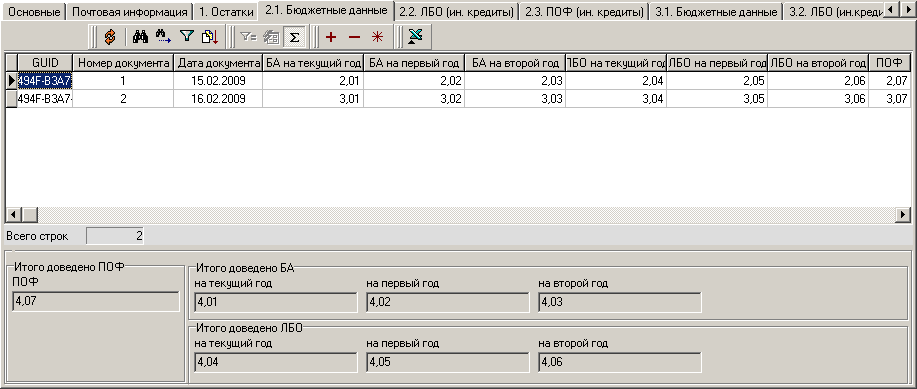 Основные Почтовая информация 1. Остатки 2.1. Бюджетные данные 2.2. ЛБО (ин. кредиты) 2.3. ПОФ (ин. кредиты) 3.1. Бюджетные данные 3.2. ЛБО (ин.креди
GUID Номер документа Дата документа БА на текущий год БА на первый год БА на второй год ЛБО на текущий год ЛБО на первый год ЛБО на второй год ПОФ
494F-B3A7- 1 15.02.2009 2,01 2,02 2,03 2,04 2,05 2,06 2,07
494F-B3A7- 2 16.02.2009 3,01 3,02 3,03 3,04 3,05 3,06 3,07
Всего строк 2
Итого доведено ПОФ
ПОФ
4,07
Итого доведено БА
на текущий год на первый год на второй год
4,01 4,02 4,03
Итого доведено ЛБО
на текущий год на первый год на второй год
4,04 4,05 4,06